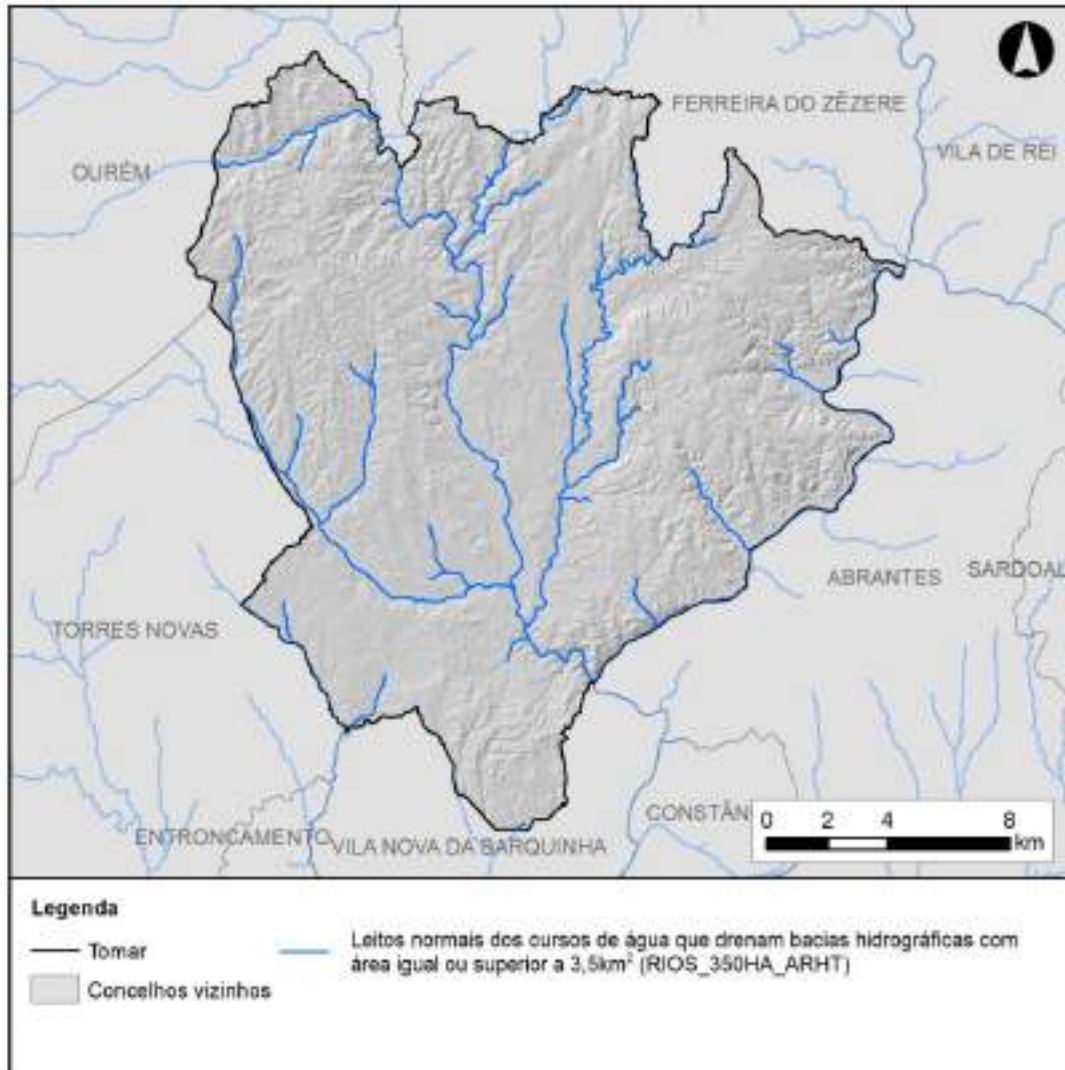 FERREIRA DO ZÊZERE
OURÉM
VILA DE REI
ABRANTES
SARDOAL
TORRES NOVAS
CONSTÂN
0 2 4 8
km
ENTRONCAMENTO
VILA NOVA DA BARQUINHA
Legenda
Tomar
Concelhos vizinhos
Leitos normais dos cursos de água que drenam bacias hidrográficas com
área igual ou superior a 3,5km² (RIOS_350HA_ARHT)